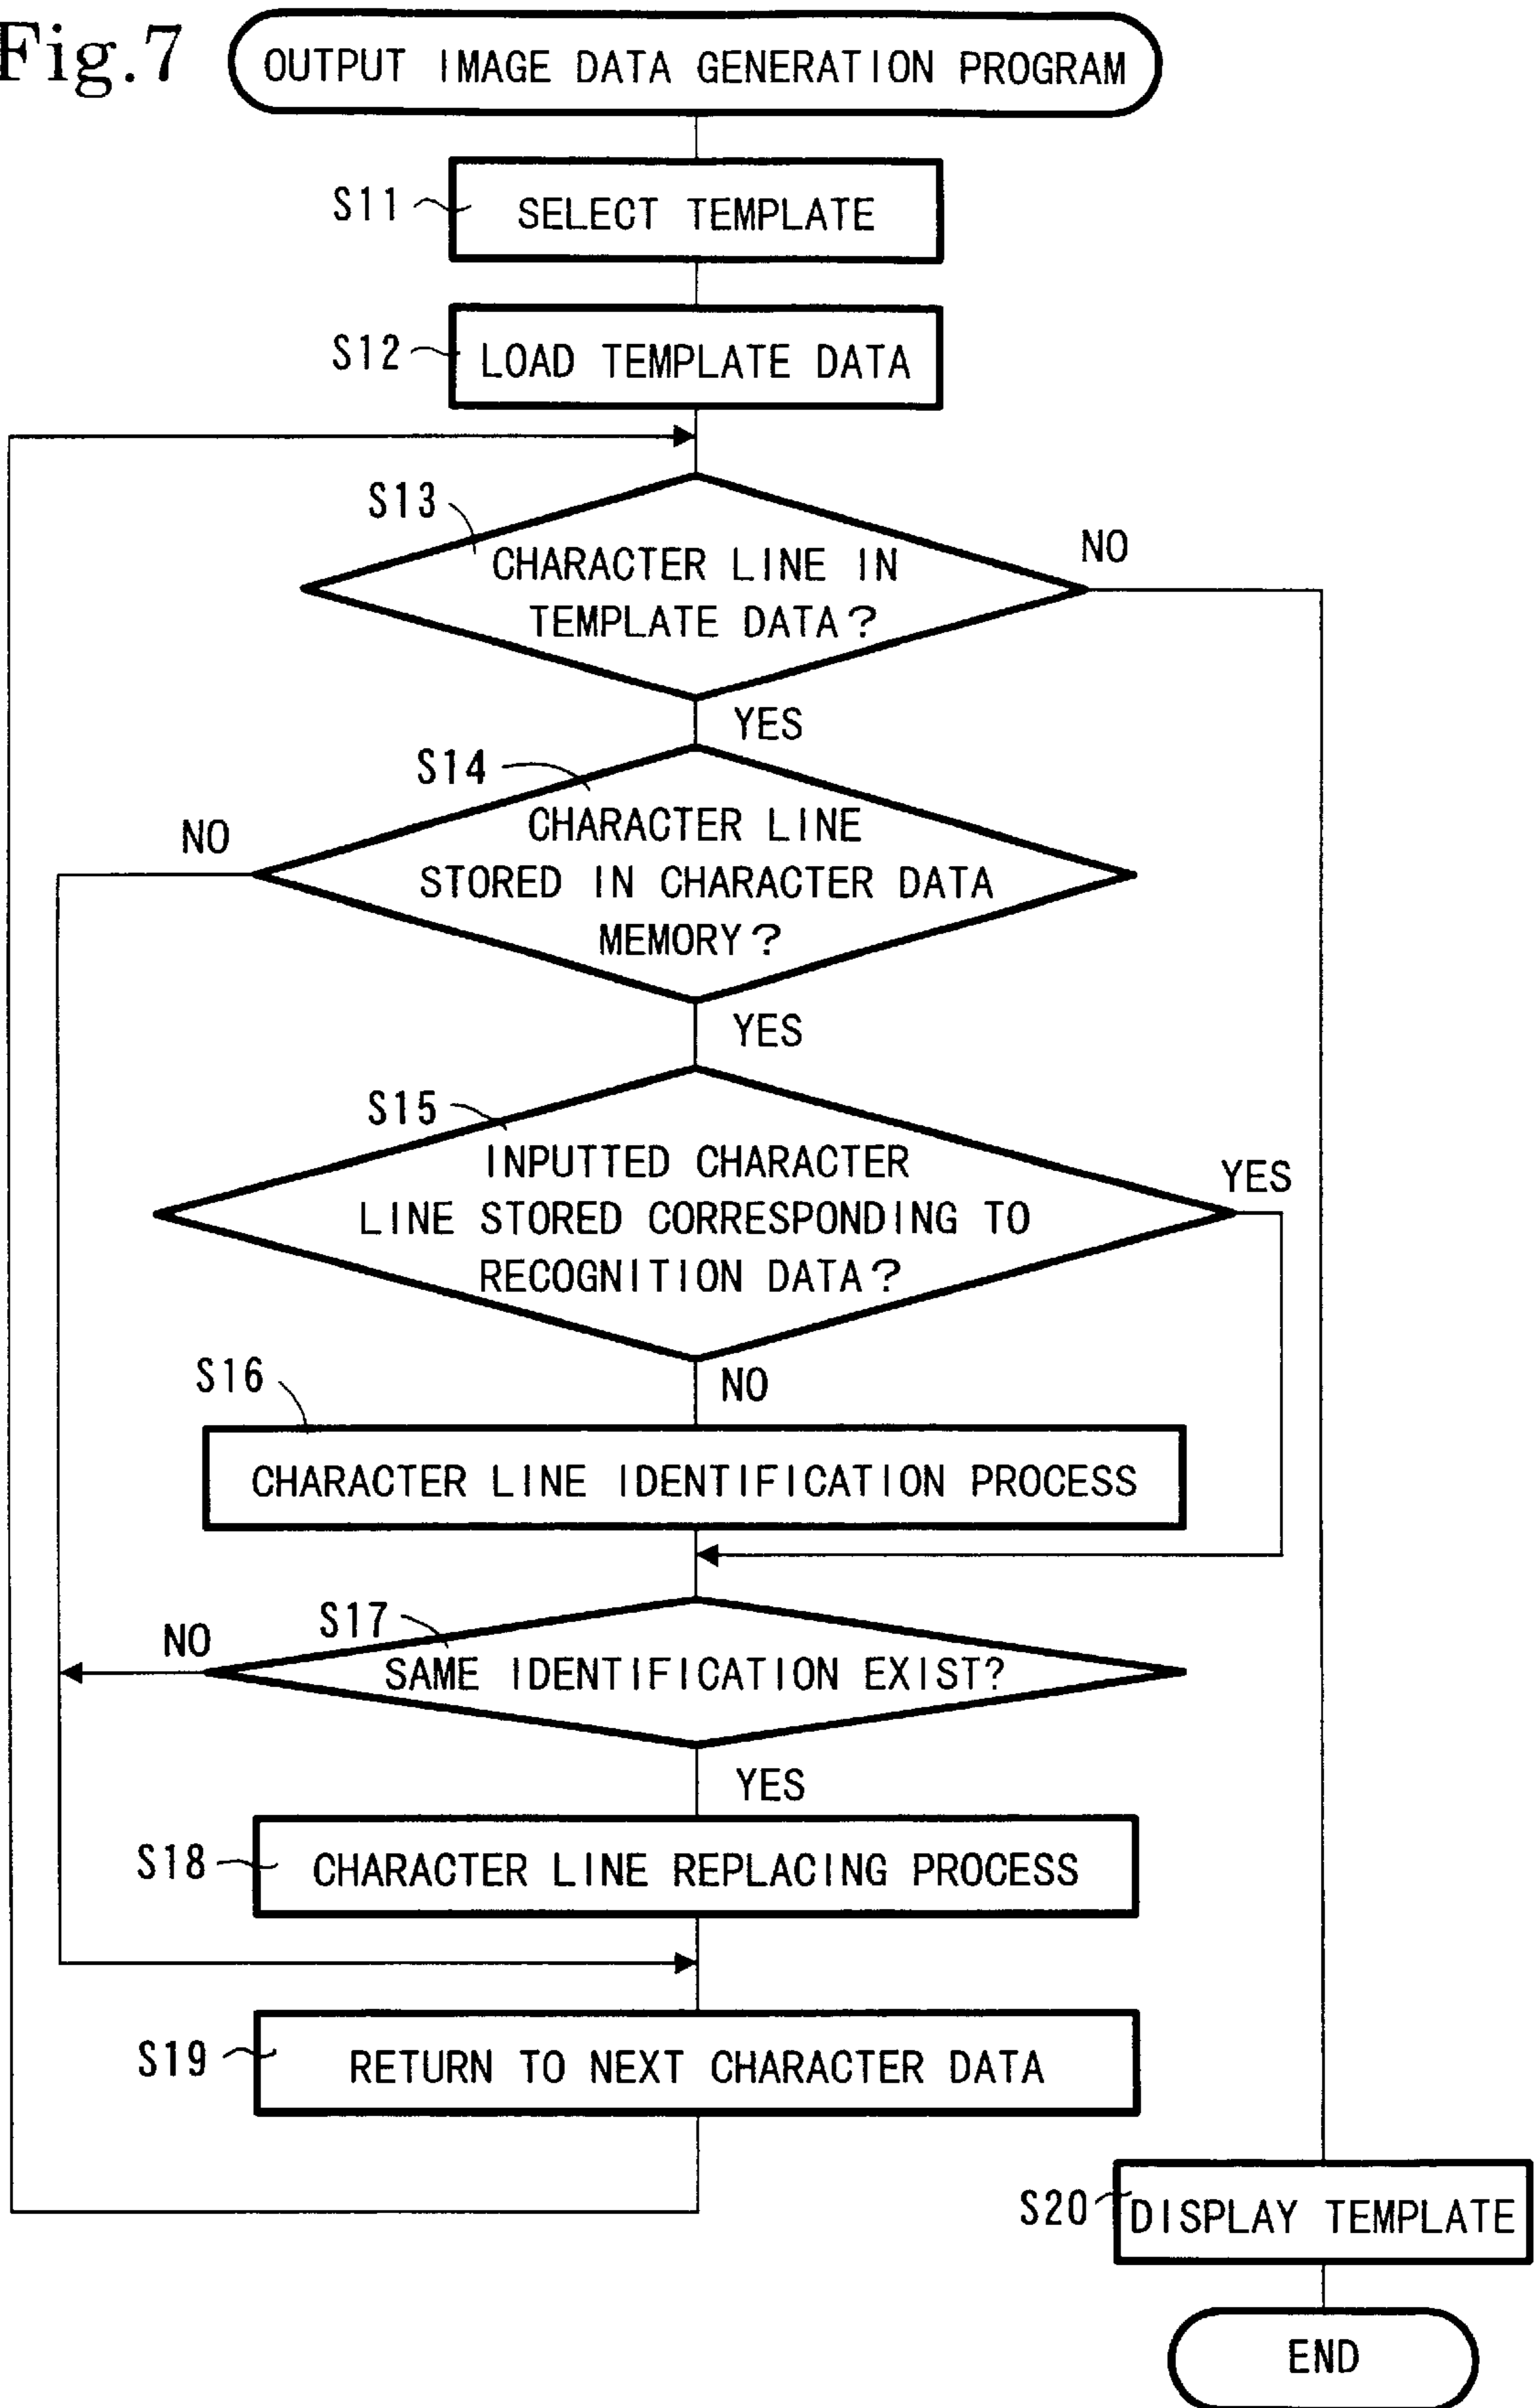 Fig.7
OUTPUT IMAGE DATA GENERATION PROGRAM
S11
SELECT TEMPLATE
S12
LOAD TEMPLATE DATA
S13
CHARACTER LINE IN
TEMPLATE DATA?
NO
YES
S14
CHARACTER LINE
STORED IN CHARACTER DATA
MEMORY?
NO
YES
S15
INPUTTED CHARACTER
LINE STORED CORRESPONDING TO
RECOGNITION DATA?
YES
NO
S16
CHARACTER LINE IDENTIFICATION PROCESS
S17
SAME IDENTIFICATION EXIST?
NO
YES
S18
CHARACTER LINE REPLACING PROCESS
S19
RETURN TO NEXT CHARACTER DATA
S20
DISPLAY TEMPLATE
END